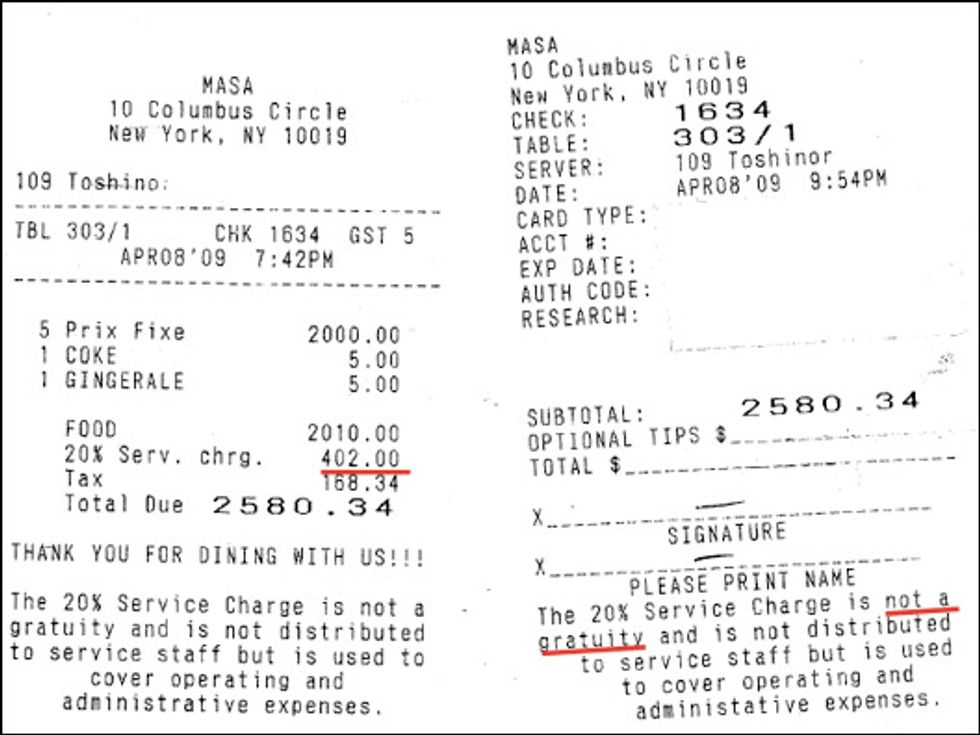 MASA
10 Columbus Circle
New York, NY 10019
109 Toshino
TBL 303/1 CHK 1634 GST 5
APR08'09 7:42PM
5 Prix Fixe 2000.00
1 COKE 5.00
1 GINGERALE 5.00
FOOD 2010.00
20% Serv. chrg. 402.00
Tax 168.34
Total Due 2580.34
THANK YOU FOR DINING WITH US!!!
The 20% Service Charge is not a
gratuity and is not distributed
to service staff but is used to
cover operating and
administrative expenses.
MASA
10 Columbus Circle
New York, NY 10019
CHECK: 1634
TABLE: 303/1
SERVER: 109 Toshinor
DATE: APR08'09 9:54PM
CARD TYPE:
ACCT #:
EXP DATE:
AUTH CODE:
RESEARCH:
SUBTOTAL: 2580.34
OPTIONAL TIPS $
TOTAL $
X
SIGNATURE
X
PLEASE PRINT NAME
The 20% Service Charge is not a
gratuity and is not distributed
to service staff but is used
to cover operating and
administative expenses.